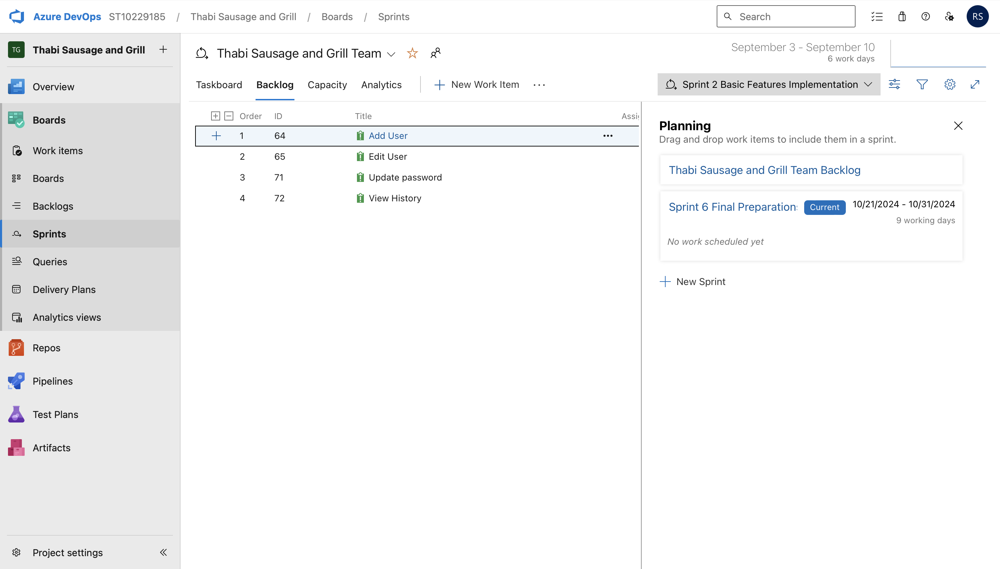 Azure DevOps ST10229185 / Thabi Sausage and Grill / Boards / Sprints
Search
RS
TG Thabi Sausage and Grill
Overview
Boards
Work items
Boards
Backlogs
Sprints
Queries
Delivery Plans
Analytics views
Repos
Pipelines
Test Plans
Artifacts
Project settings
Thabi Sausage and Grill Team
September 3 - September 10
6 work days
Taskboard Backlog Capacity Analytics New Work Item
Sprint 2 Basic Features Implementation
Order ID Title Assig
1 64 Add User
2 65 Edit User
3 71 Update password
4 72 View History
Planning
Drag and drop work items to include them in a sprint.
Thabi Sausage and Grill Team Backlog
Sprint 6 Final Preparations Current 10/21/2024 - 10/31/2024
9 working days
No work scheduled yet
New Sprint